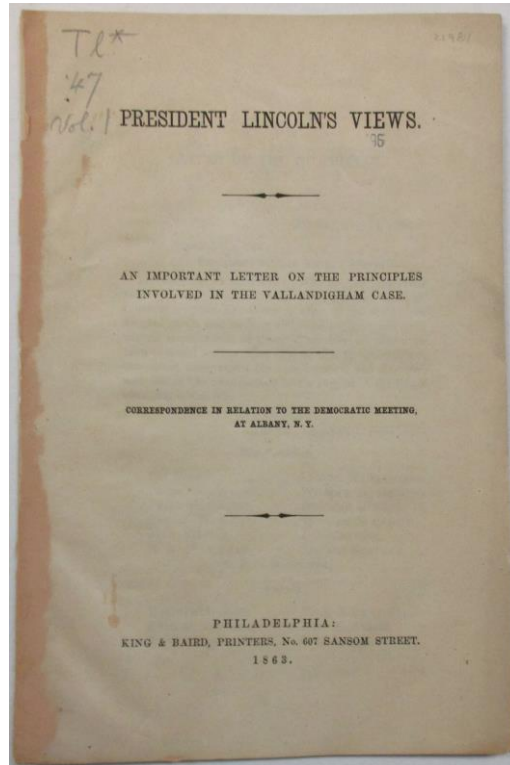 Tl*
47
Vol. 1
PRESIDENT LINCOLN'S VIEWS.
AN IMPORTANT LETTER ON THE PRINCIPLES
INVOLVED IN THE VALLANDIGHAM CASE.
CORRESPONDENCE IN RELATION TO THE DEMOCRATIC MEETING,
AT ALBANY, N. Y.
PHILADELPHIA:
KING & BAIRD, PRINTERS, No. 607 SANSOM STREET.
1863.